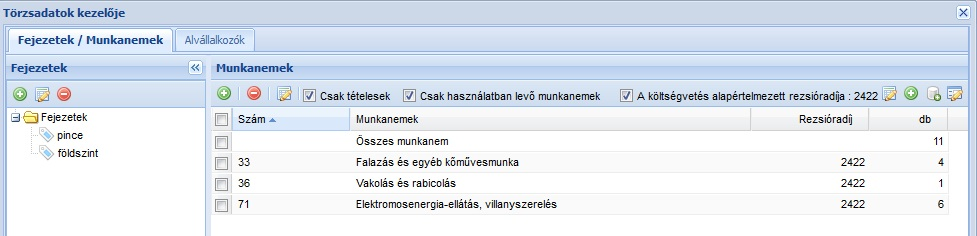 Törzsadatok kezelője
Fejezetek / Munkanemek Alvállalkozók
Fejezetek
Fejezetek
pince
földszint
Munkanemek
Csak tételesek Csak használatban levő munkanemek A költségvetés alapértelmezett rezsióradíja : 2422
Szám Munkanemek Rezsióradíj db
Összes munkanem 11
33 Falazás és egyéb kőművesmunka 2422 4
36 Vakolás és rabicolás 2422 1
71 Elektromosenergia-ellátás, villanyszerelés 2422 6